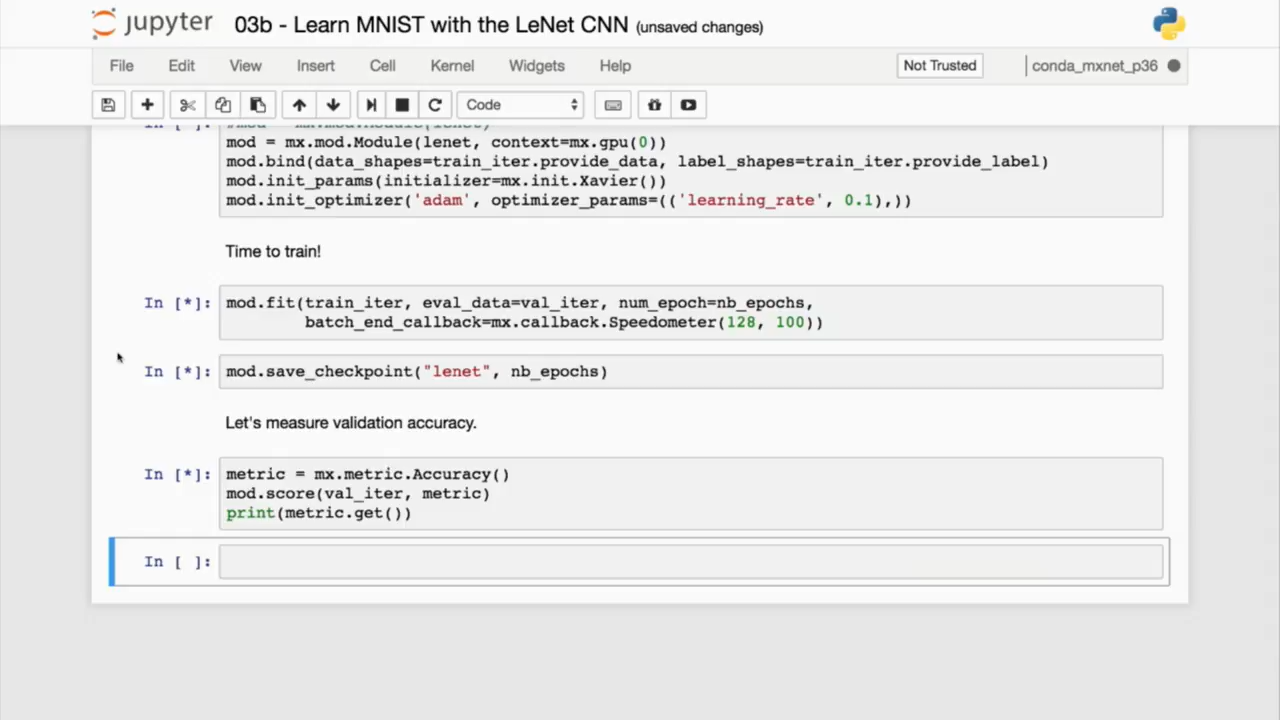 jupyter 03b - Learn MNIST with the LeNet CNN (unsaved changes)
File Edit View Insert Cell Kernel Widgets Help Not Trusted conda_mxnet_p36
Code
mod = mx.mod.Module(lenet, context=mx.gpu(0))
mod.bind(data_shapes=train_iter.provide_data, label_shapes=train_iter.provide_label)
mod.init_params(initializer=mx.init.Xavier())
mod.init_optimizer('adam', optimizer_params=(('learning_rate', 0.1),))
Time to train!
In [*]: mod.fit(train_iter, eval_data=val_iter, num_epoch=nb_epochs,
batch_end_callback=mx.callback.Speedometer(128, 100))
In [*]: mod.save_checkpoint("lenet", nb_epochs)
Let's measure validation accuracy.
In [*]: metric = mx.metric.Accuracy()
mod.score(val_iter, metric)
print(metric.get())
In [ ]: